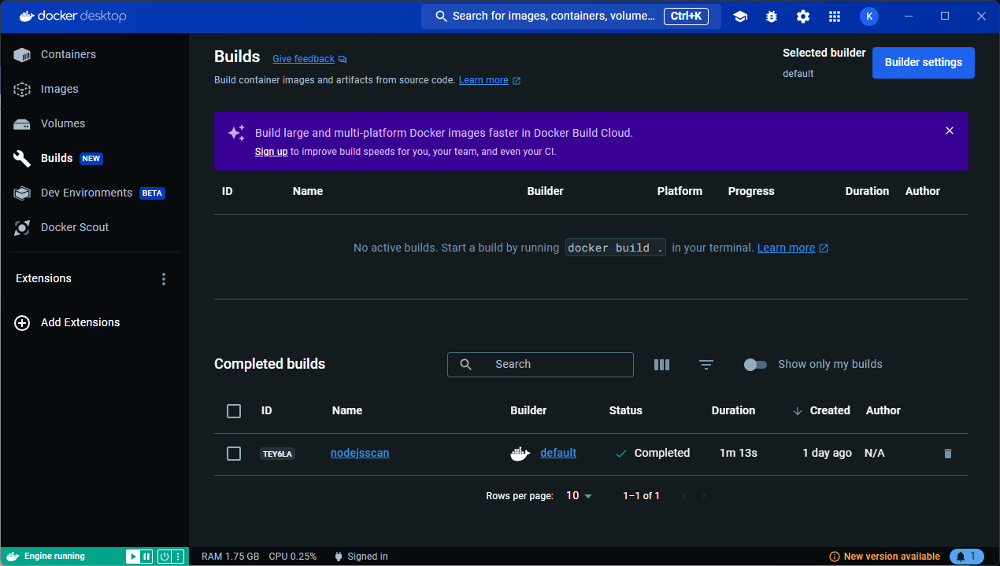 docker desktop
Search for images, containers, volume... Ctrl+K
K
Containers
Images
Volumes
Builds NEW
Dev Environments BETA
Docker Scout
Extensions
Add Extensions
Builds Give feedback
Build container images and artifacts from source code. Learn more
Selected builder
default
Builder settings
Build large and multi-platform Docker images faster in Docker Build Cloud.
Sign up to improve build speeds for you, your team, and even your CI.
ID Name Builder Platform Progress Duration Author
No active builds. Start a build by running docker build . in your terminal. Learn more
Completed builds Search Show only my builds
ID Name Builder Status Duration Created Author
TEY6LA nodejsscan default Completed 1m 13s 1 day ago N/A
Rows per page: 10 1–1 of 1
Engine running RAM 1.75 GB CPU 0.25% Signed in New version available 1